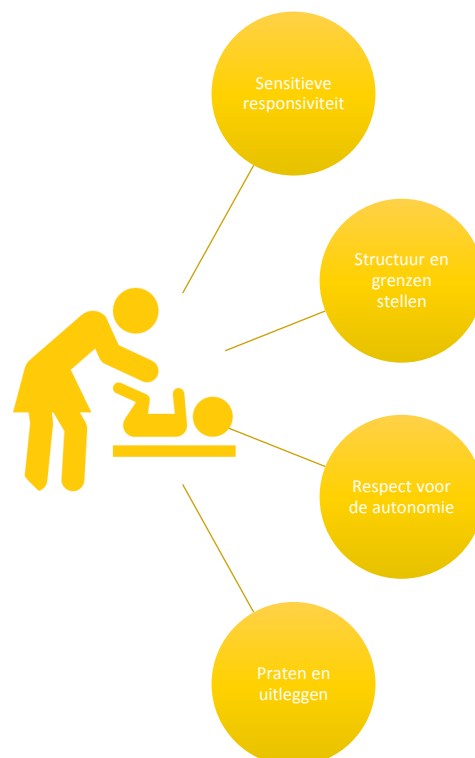 Sensitieve
responsiviteit
Structuur en
grenzen
stellen
Respect voor
de autonomie
Praten en
uitleggen